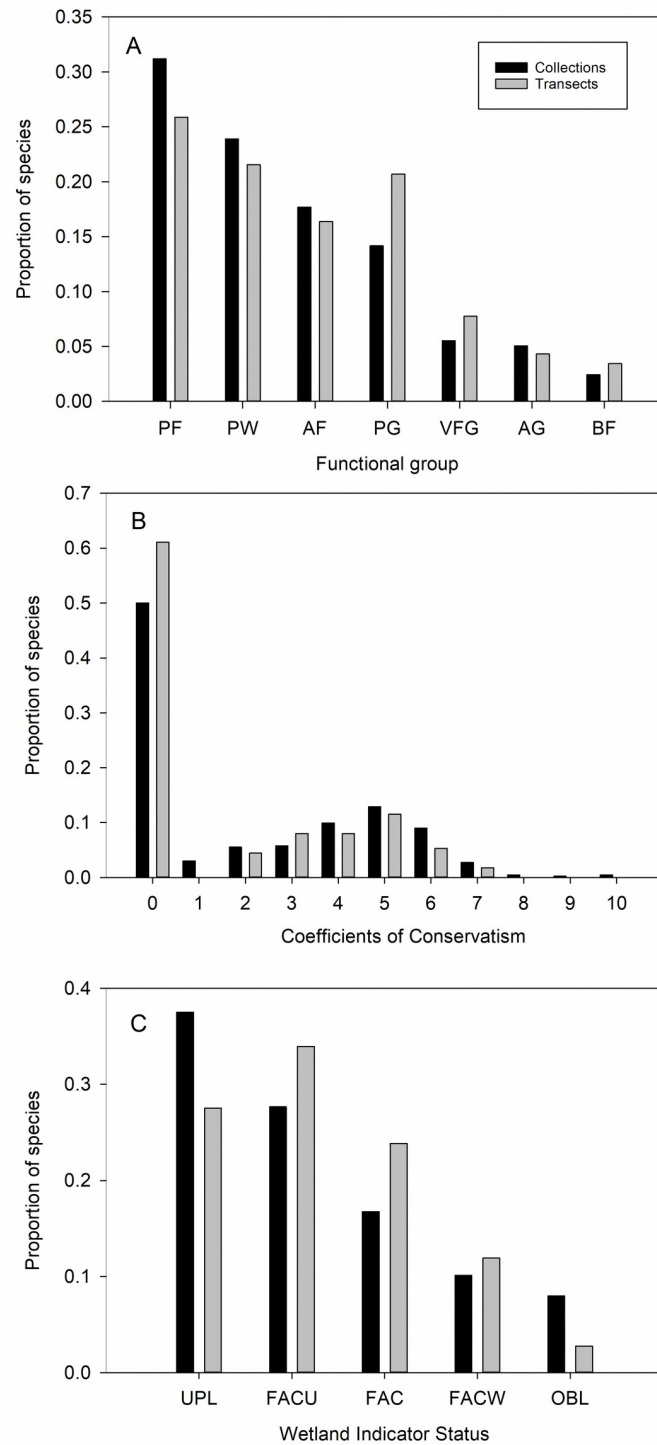 A
Collections
Transects
0.35
0.30
0.25
0.20
0.15
0.10
0.05
0.00
Proportion of species
PF PW AF PG VFG AG BF
Functional group
B
0.7
0.6
0.5
0.4
0.3
0.2
0.1
0.0
Proportion of species
0 1 2 3 4 5 6 7 8 9 10
Coefficients of Conservatism
C
0.4
0.3
0.2
0.1
0.0
Proportion of species
UPL FACU FAC FACW OBL
Wetland Indicator Status